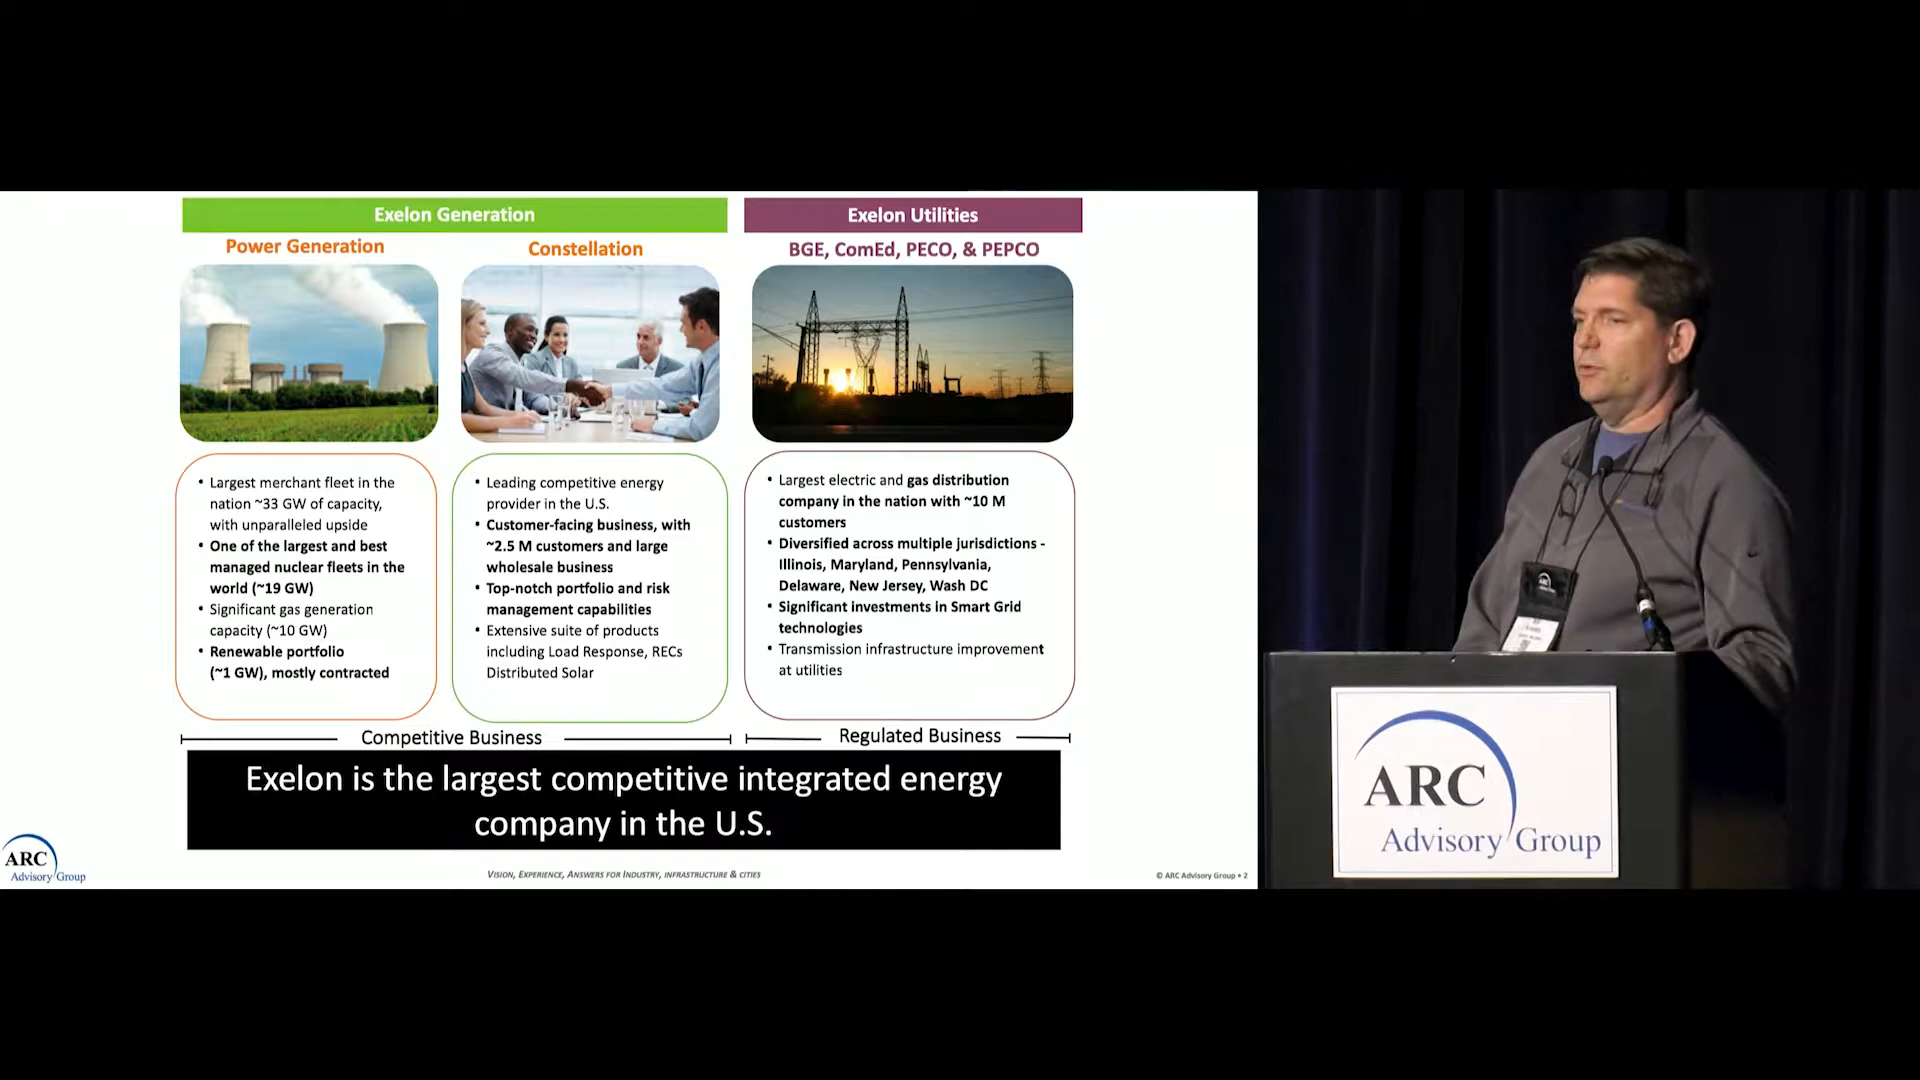 Exelon Generation
Exelon Utilities
Power Generation
Constellation
BGE, ComEd, PECO, & PEPCO
• Largest merchant fleet in the
nation ~33 GW of capacity,
with unparalleled upside
• One of the largest and best
managed nuclear fleets in the
world (~19 GW)
• Significant gas generation
capacity (~10 GW)
• Renewable portfolio
(~1 GW), mostly contracted
• Leading competitive energy
provider in the U.S.
• Customer-facing business, with
~2.5 M customers and large
wholesale business
• Top-notch portfolio and risk
management capabilities
• Extensive suite of products
including Load Response, RECs
Distributed Solar
• Largest electric and gas distribution
company in the nation with ~10 M
customers
• Diversified across multiple jurisdictions -
Illinois, Maryland, Pennsylvania,
Delaware, New Jersey, Wash DC
• Significant investments in Smart Grid
technologies
• Transmission infrastructure improvement
at utilities
Competitive Business
Regulated Business
Exelon is the largest competitive integrated energy
company in the U.S.
ARC
Advisory Group
VISION, EXPERIENCE, ANSWERS FOR INDUSTRY, INFRASTRUCTURE & CITIES
© ARC Advisory Group • 2
ARC
ARC
Advisory Group